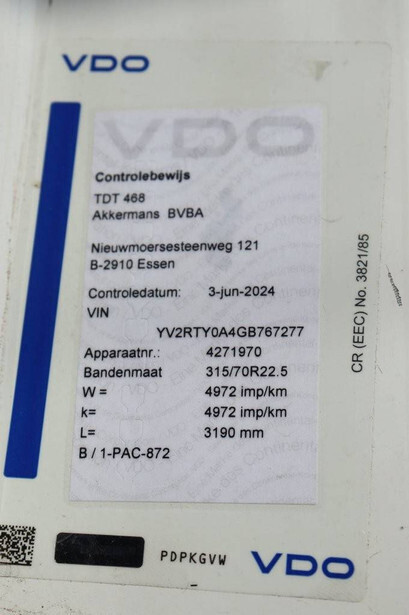 VDO
VDO
Controlebewijs
TDT 468
Akkermans BVBA
Nieuwmoersesteenweg 121
B-2910 Essen
Controledatum: 3-jun-2024
VIN
YV2RTY0A4GB767277
Apparaatnr.: 4271970
Bandenmaat 315/70R22.5
W = 4972 imp/km
k= 4972 imp/km
L= 3190 mm
B / 1-PAC-872
CR (EEC) No. 3821/85
PDPKGVW
VDO